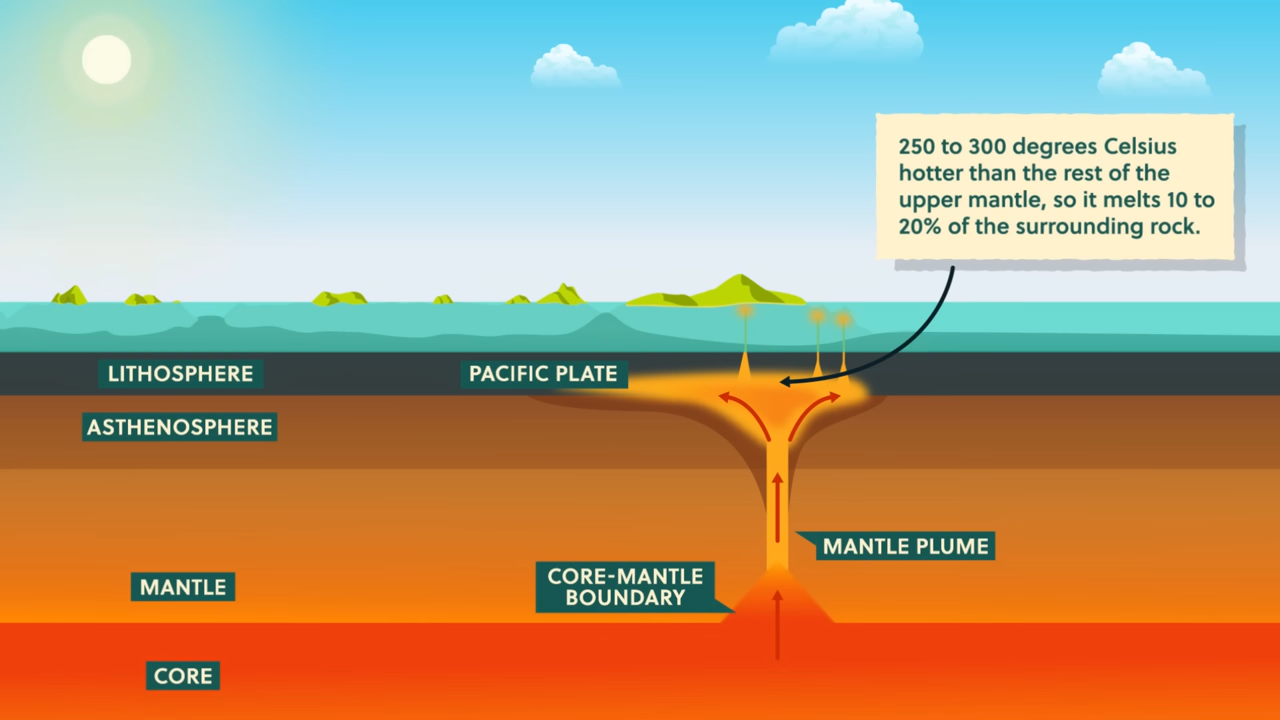 250 to 300 degrees Celsius
hotter than the rest of the
upper mantle, so it melts 10 to
20% of the surrounding rock.
LITHOSPHERE
PACIFIC PLATE
ASTHENOSPHERE
MANTLE PLUME
CORE-MANTLE
BOUNDARY
MANTLE
CORE